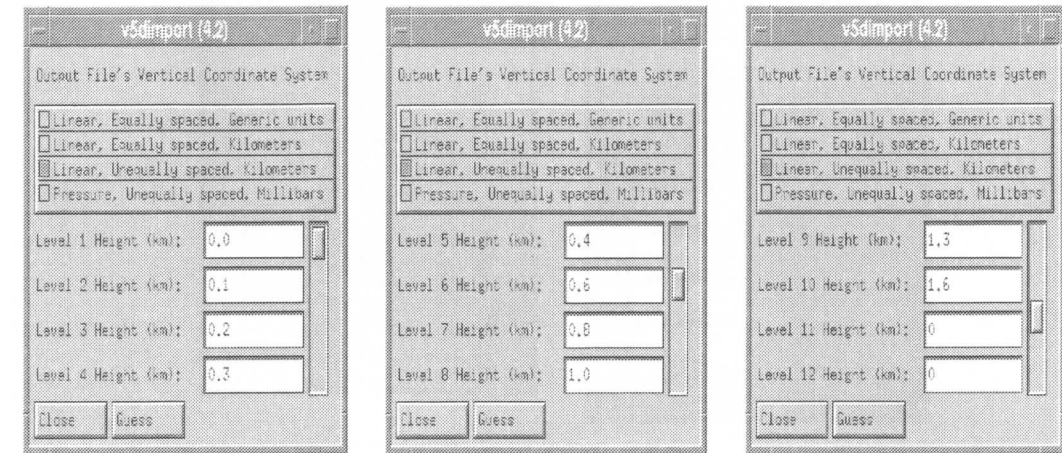 v5dimport (4.2)
Output File's Vertical Coordinate System
Linear, Equally spaced, Generic units
Linear, Equally spaced, Kilometers
Linear, Unequally spaced, Kilometers
Pressure, Unequally spaced, Millibars
Level 1 Height (km): 0.0
Level 2 Height (km): 0.1
Level 3 Height (km): 0.2
Level 4 Height (km): 0.3
Close Guess
v5dimport (4.2)
Output File's Vertical Coordinate System
Linear, Equally spaced, Generic units
Linear, Equally spaced, Kilometers
Linear, Unequally spaced, Kilometers
Pressure, Unequally spaced, Millibars
Level 5 Height (km): 0.4
Level 6 Height (km): 0.6
Level 7 Height (km): 0.8
Level 8 Height (km): 1.0
Close Guess
v5dimport (4.2)
Output File's Vertical Coordinate System
Linear, Equally spaced, Generic units
Linear, Equally spaced, Kilometers
Linear, Unequally spaced, Kilometers
Pressure, Unequally spaced, Millibars
Level 9 Height (km): 1.3
Level 10 Height (km): 1.6
Level 11 Height (km): 0
Level 12 Height (km): 0
Close Guess